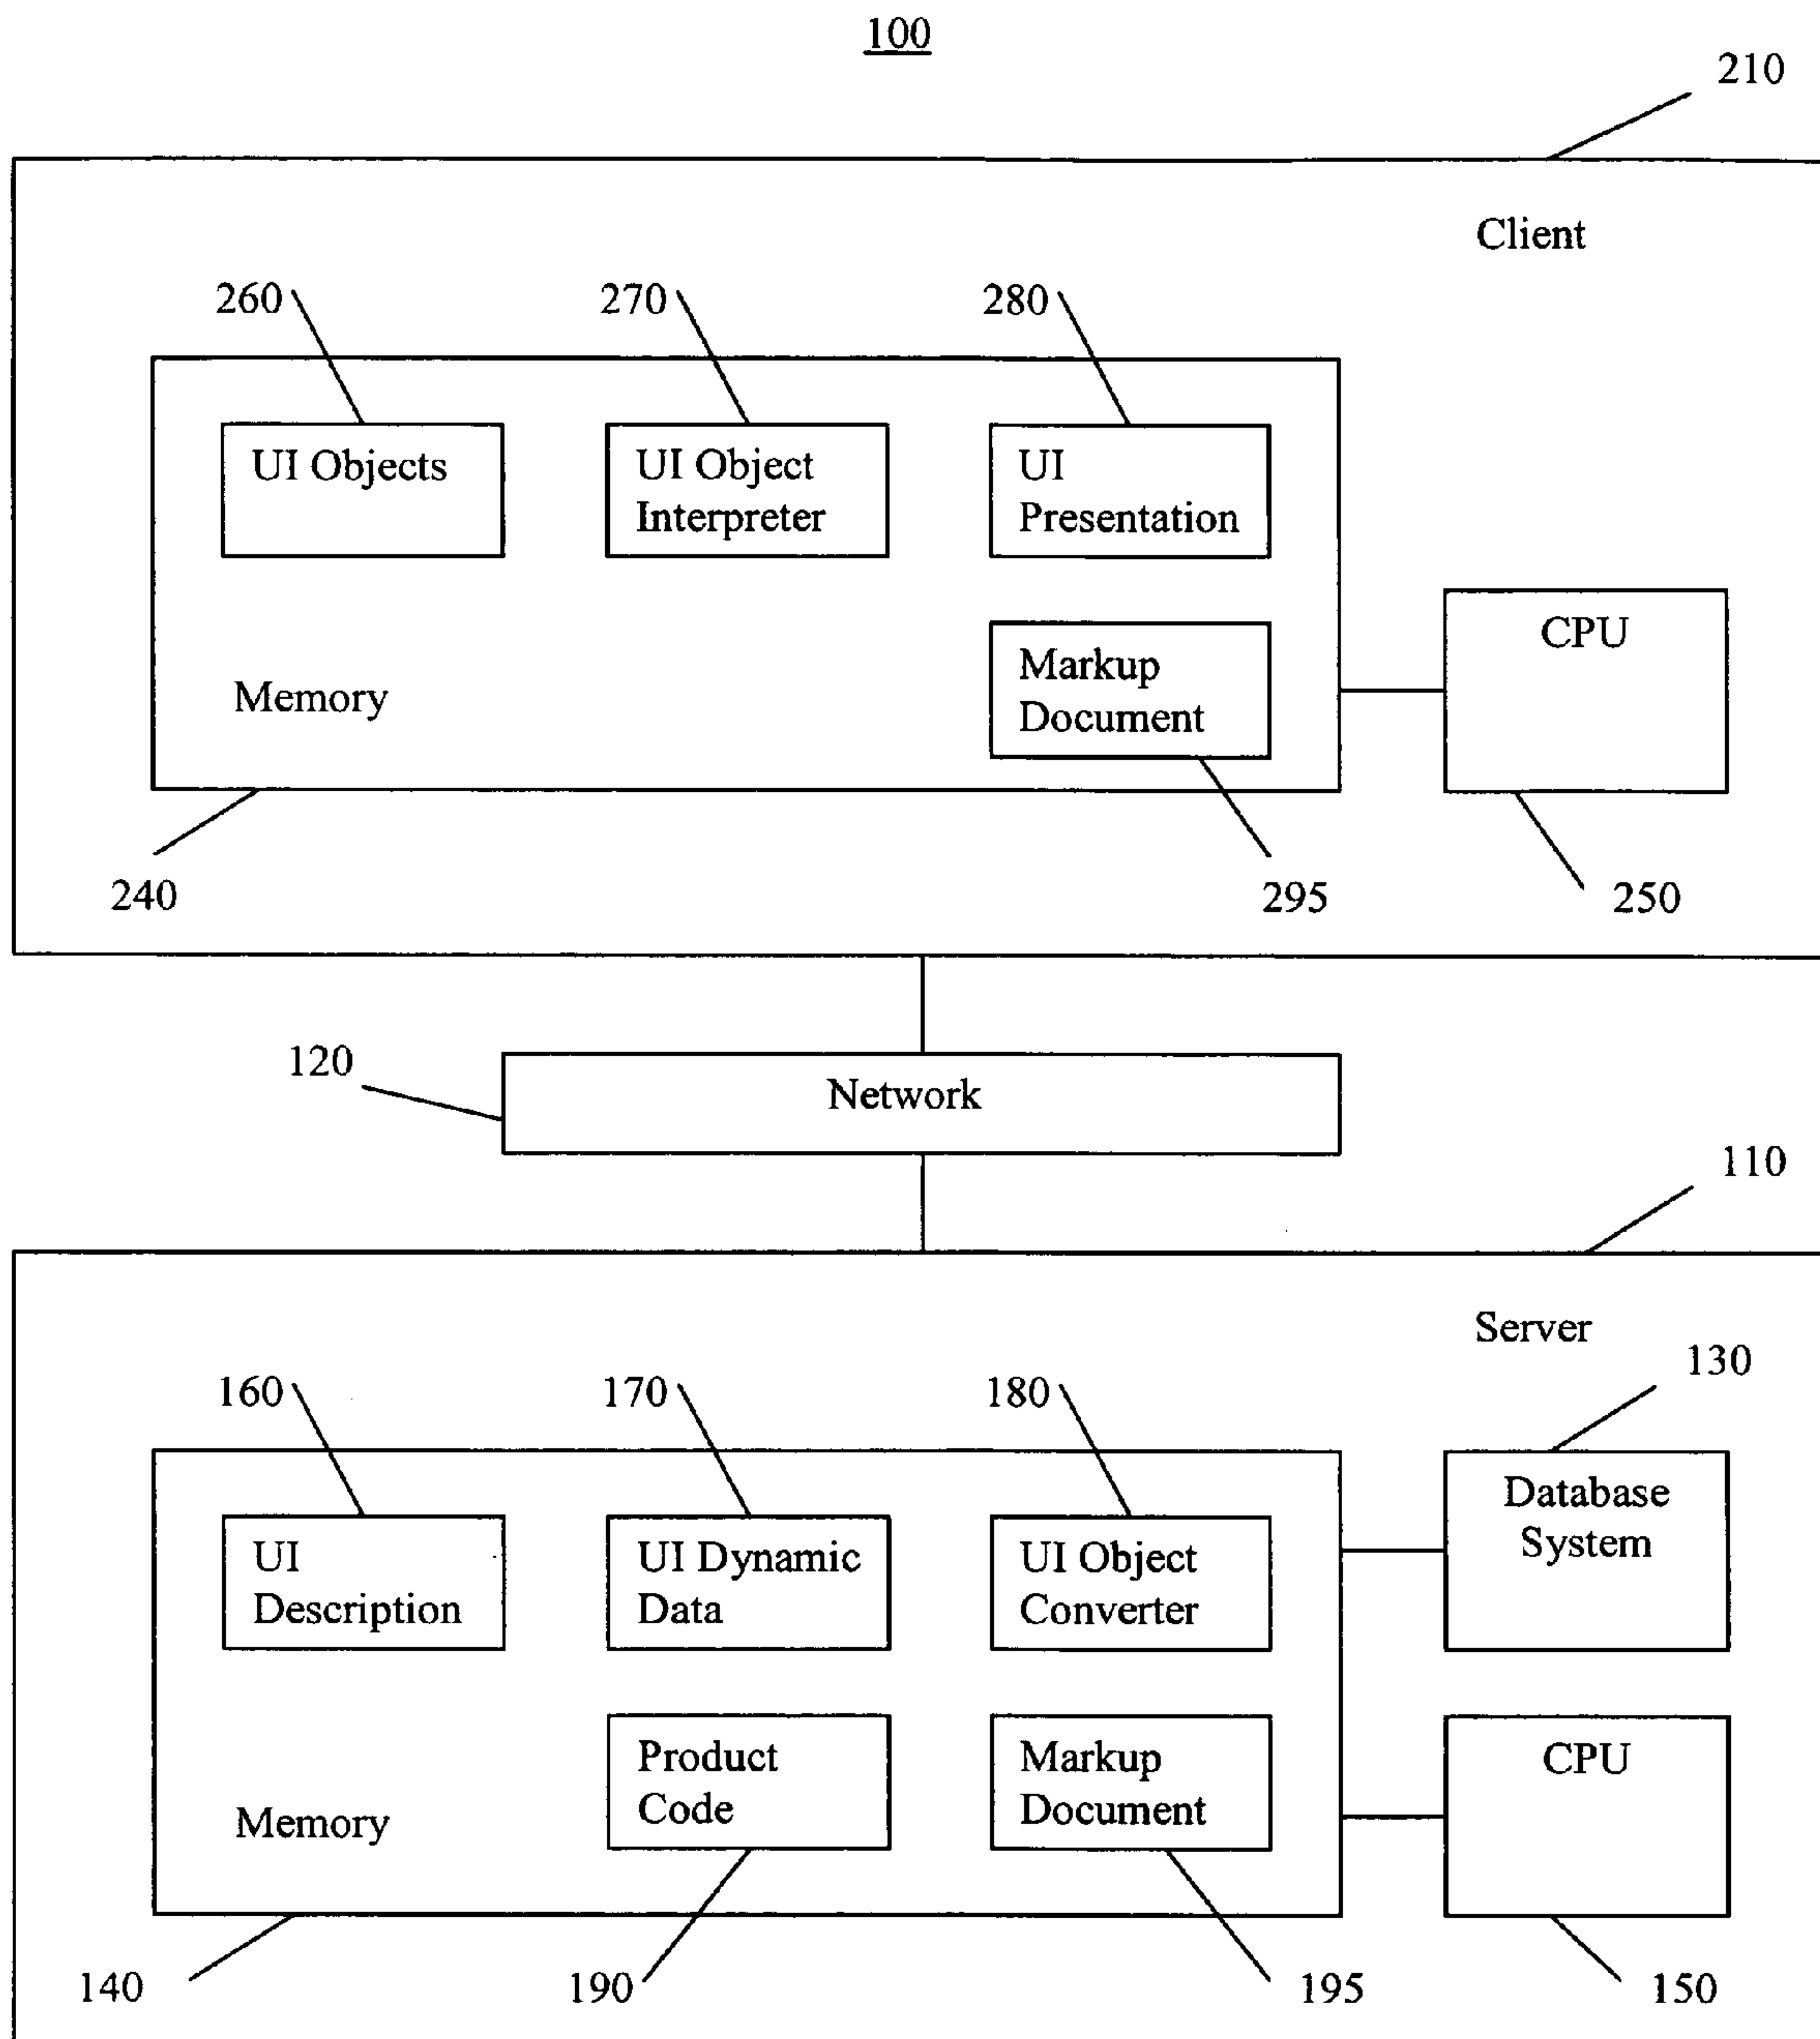 100
210
Client
260
270
280
UI Objects
UI Object
Interpreter
UI
Presentation
CPU
Markup
Document
Memory
240
295
250
120
Network
110
Server
130
160
170
180
Database
System
UI
Description
UI Dynamic
Data
UI Object
Converter
Product
Code
Markup
Document
CPU
Memory
140
190
195
150